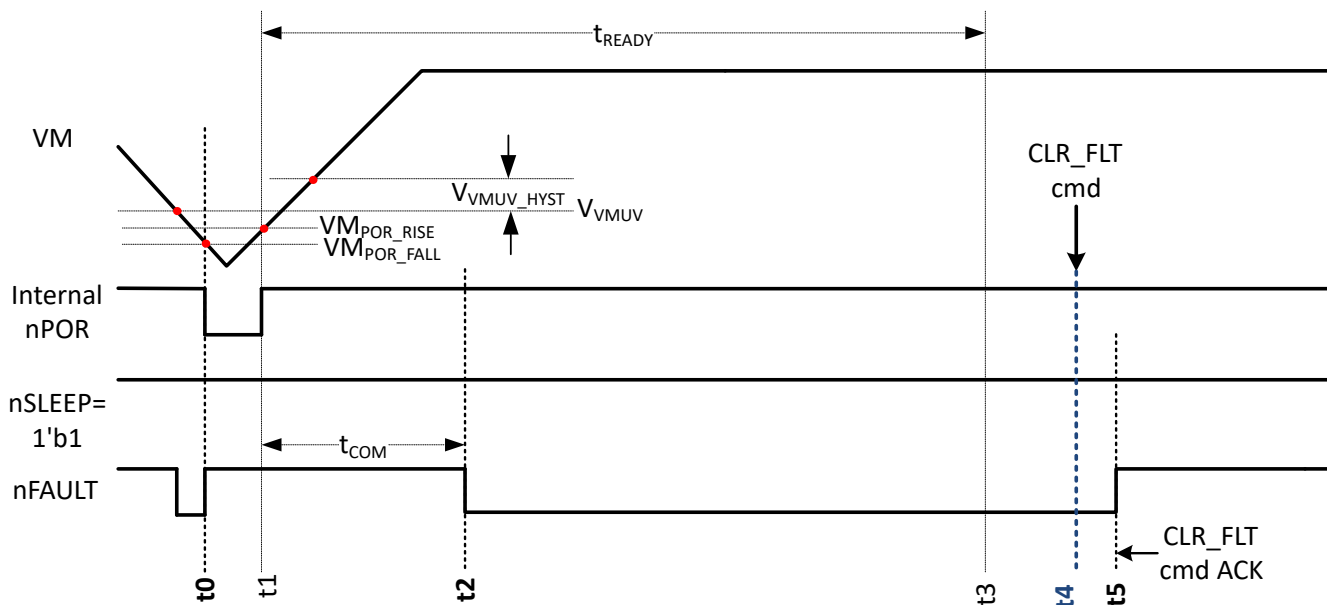 tREADY
VM
CLR_FLT
cmd
VVMUV_HYST
VVMUV
VMPOR_RISE
VMPOR_FALL
Internal
nPOR
nSLEEP=
1'b1
tCOM
nFAULT
CLR_FLT
cmd ACK
t0
t1
t2
t3
t4
t5